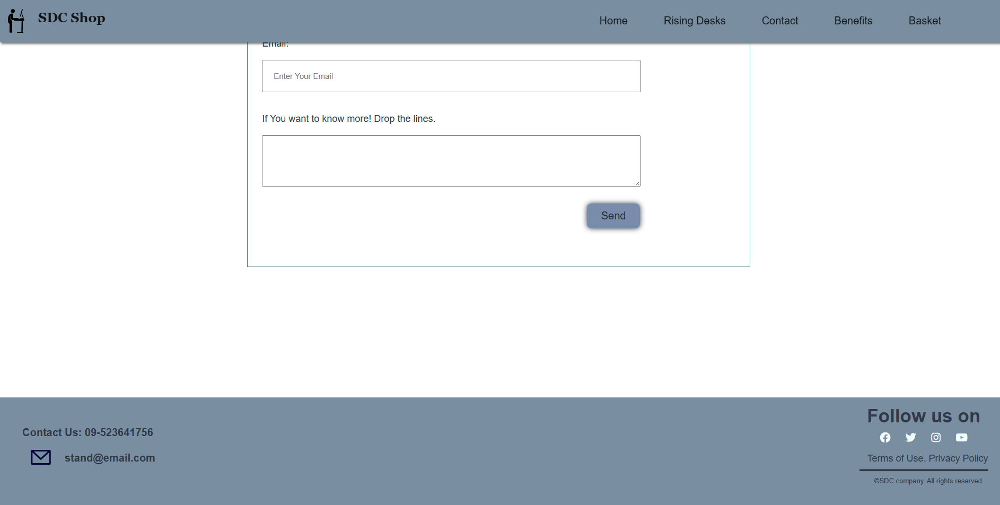 SDC Shop
Home
Rising Desks
Contact
Benefits
Basket
Email:
Enter Your Email
If You want to know more! Drop the lines.
Send
Contact Us: 09-523641756
stand@email.com
Follow us on
Terms of Use. Privacy Policy
©SDC company. All rights reserved.